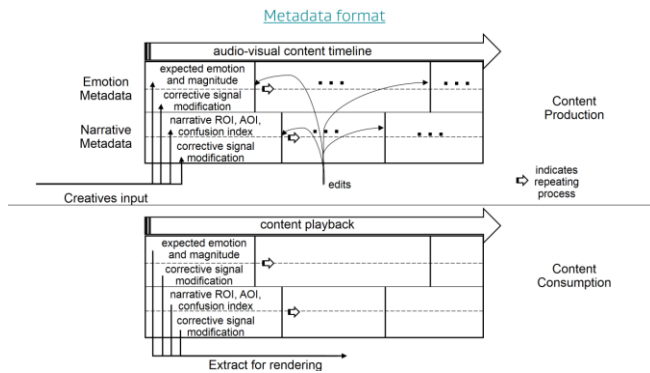 Metadata format
audio-visual content timeline
Emotion
Metadata
expected emotion
and magnitude
corrective signal
modification
Narrative
Metadata
narrative ROI, AOI,
confusion index
corrective signal
modification
Content
Production
indicates
repeating
process
edits
Creatives input
content playback
expected emotion
and magnitude
corrective signal
modification
narrative ROI, AOI,
confusion index
corrective signal
modification
Content
Consumption
Extract for rendering